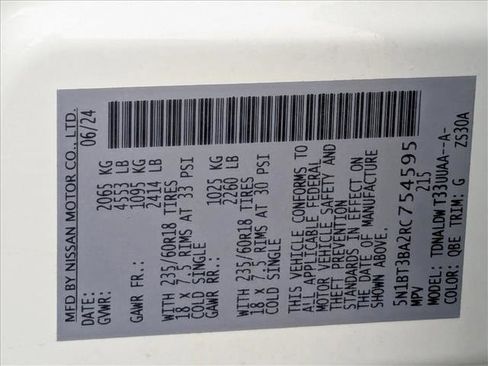 MFD BY NISSAN MOTOR CO., LTD.
DATE: 06/24
GVWR: 2065 KG
4553 LB
GAWR FR.: 1095 KG
2414 LB
WITH 235/60R18 TIRES
18 X 7.5 RIMS AT 33 PSI
COLD SINGLE
GAWR RR.: 1025 KG
2260 LB
WITH 235/60R18 TIRES
18 X 7.5 RIMS AT 30 PSI
COLD SINGLE
THIS VEHICLE CONFORMS TO
ALL APPLICABLE FEDERAL
MOTOR VEHICLE SAFETY AND
THEFT PREVENTION
STANDARDS IN EFFECT ON
THE DATE OF MANUFACTURE
SHOWN ABOVE.
5N1BT3BA2RC754595
MPV 215
MODEL: TDNALDW T33UUA--A-
COLOR: QBE TRIM: G ZS30A